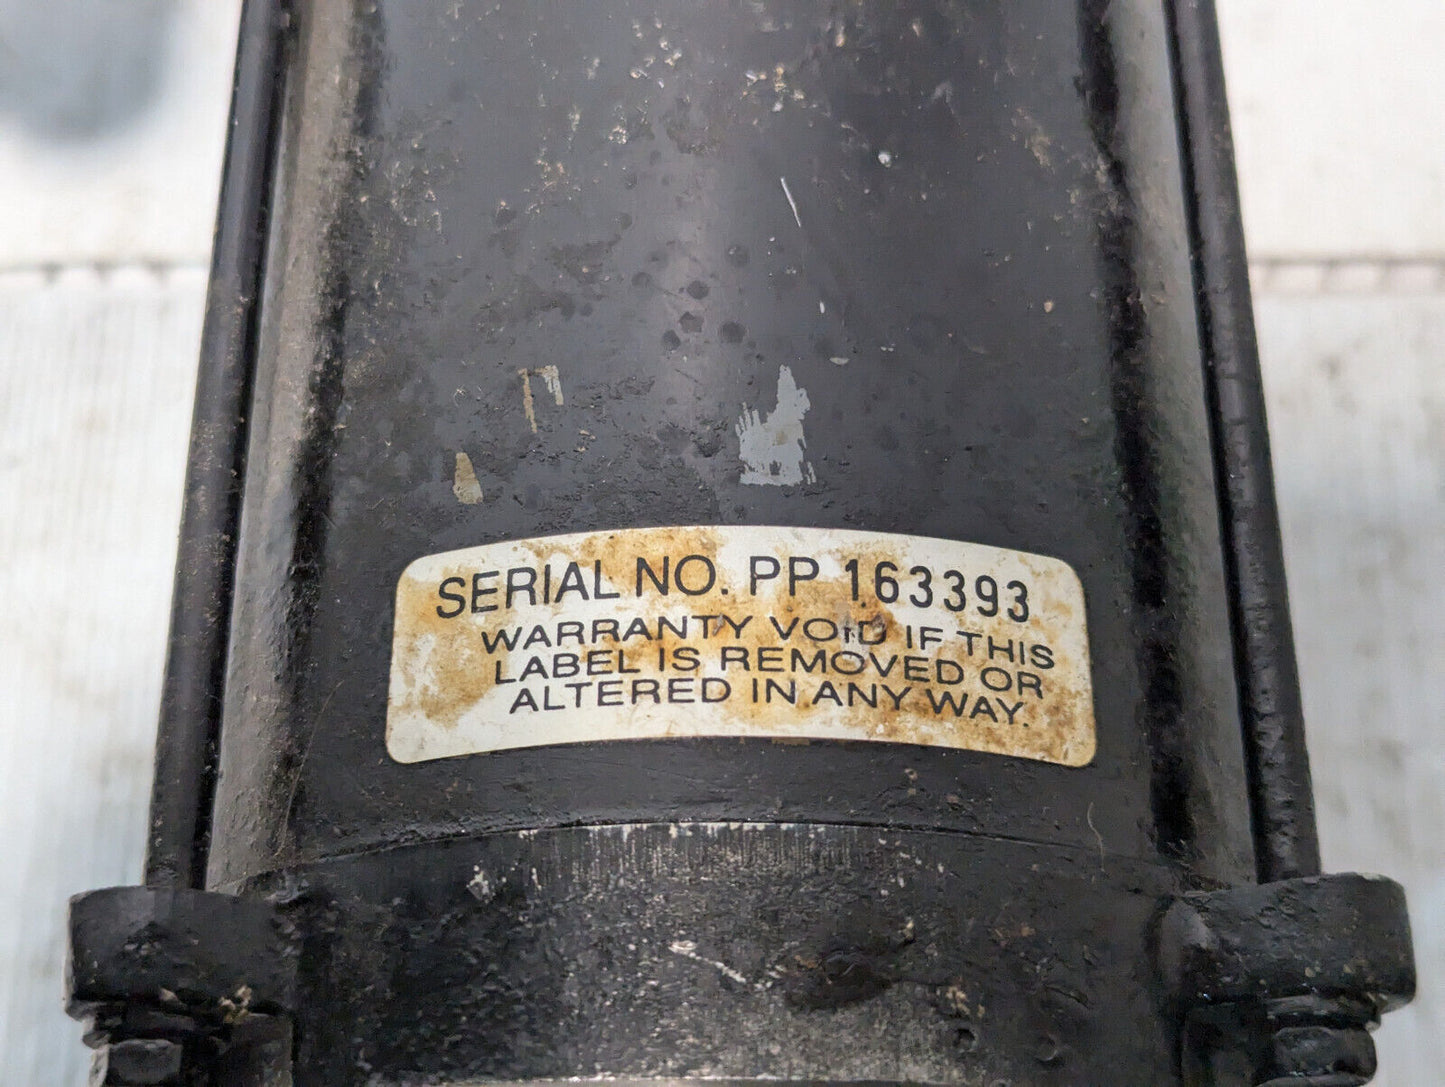 SERIAL NO. PP 163393
WARRANTY VOID IF THIS
LABEL IS REMOVED OR
ALTERED IN ANY WAY.